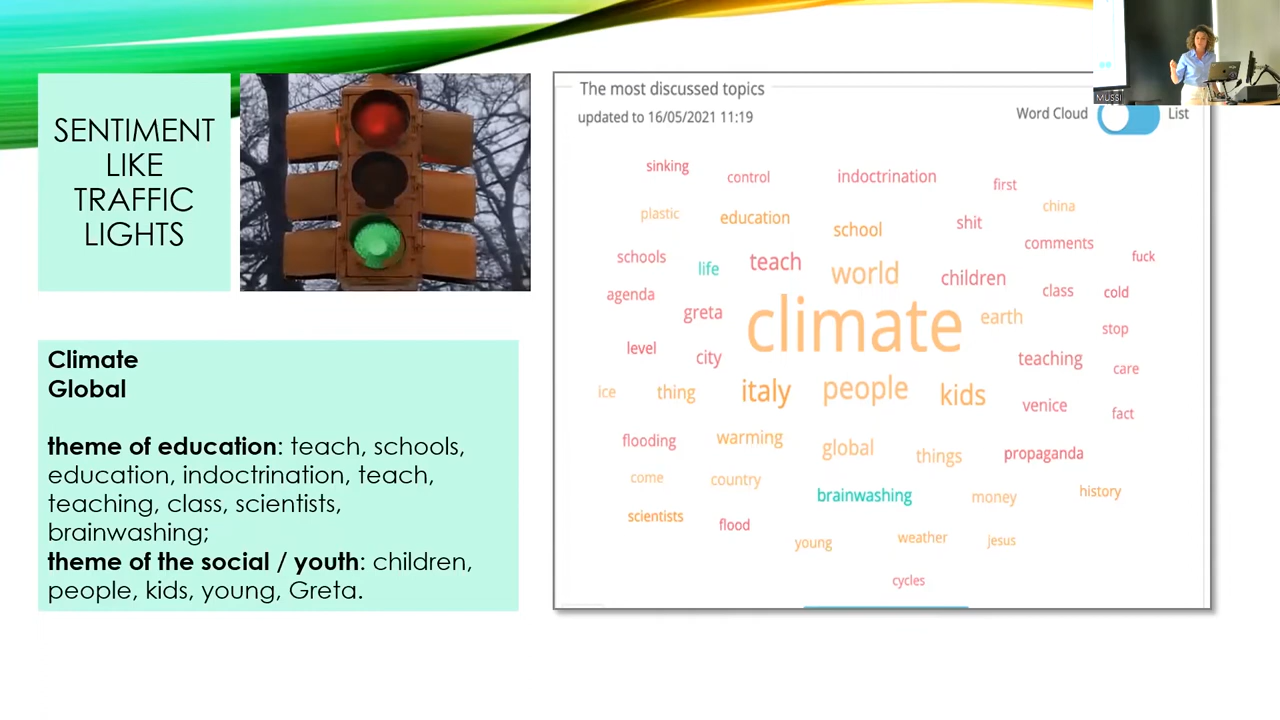 SENTIMENT
LIKE
TRAFFIC
LIGHTS
Climate
Global
theme of education: teach, schools,
education, indoctrination, teach,
teaching, class, scientists,
brainwashing;
theme of the social / youth: children,
people, kids, young, Greta.
The most discussed topics
updated to 16/05/2021 11:19
Word Cloud
List
MUSSI
sinking
control
indoctrination
first
plastic
education
school
shit
china
schools
life
teach
world
children
comments
fuck
agenda
greta
climate
earth
class
cold
level
city
stop
teaching
care
ice
thing
italy
people
kids
venice
fact
flooding
warming
global
things
propaganda
come
country
brainwashing
money
history
scientists
flood
young
weather
jesus
cycles